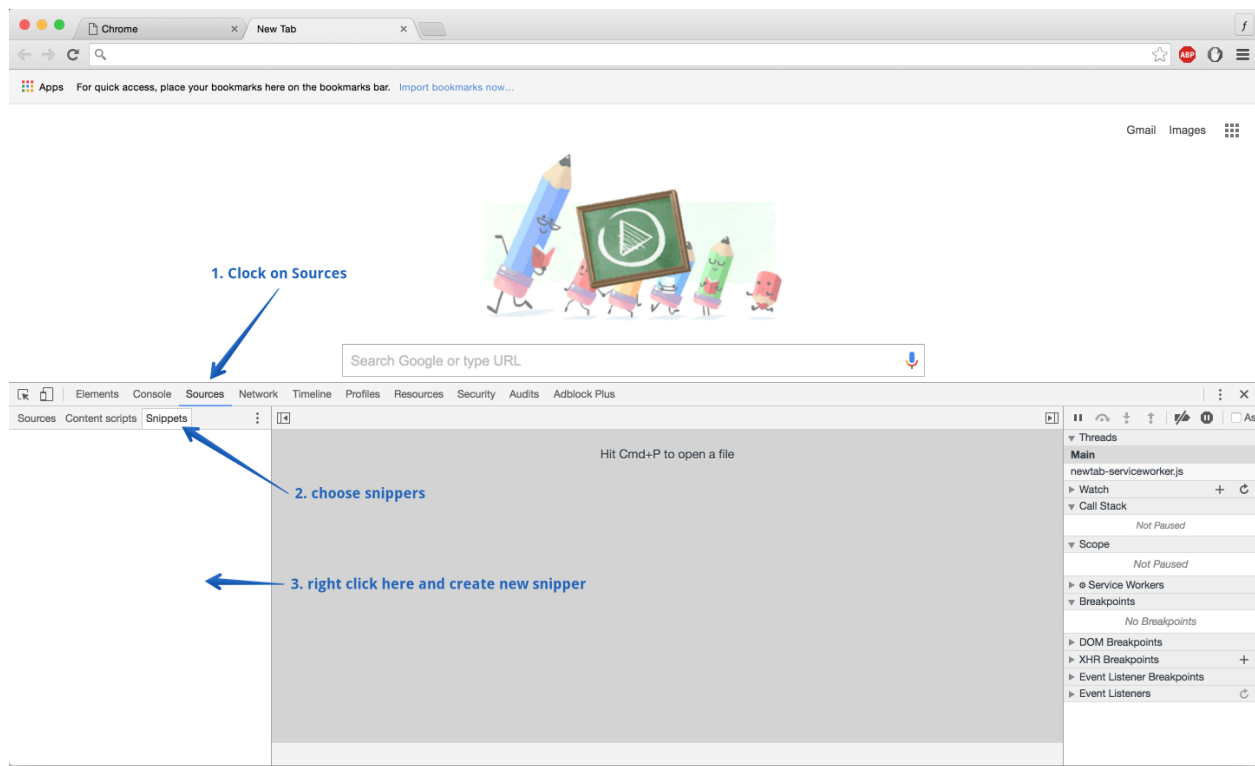 Chrome
New Tab
f
Apps For quick access, place your bookmarks here on the bookmarks bar. Import bookmarks now...
ABP
Gmail Images
1. Clock on Sources
Search Google or type URL
Elements Console Sources Network Timeline Profiles Resources Security Audits Adblock Plus
Sources Content scripts Snippets
As
Hit Cmd+P to open a file
2. choose snippers
3. right click here and create new snipper
Threads
Main
newtab-serviceworker.js
Watch
Call Stack
Not Paused
Scope
Not Paused
Service Workers
Breakpoints
No Breakpoints
DOM Breakpoints
XHR Breakpoints
Event Listener Breakpoints
Event Listeners